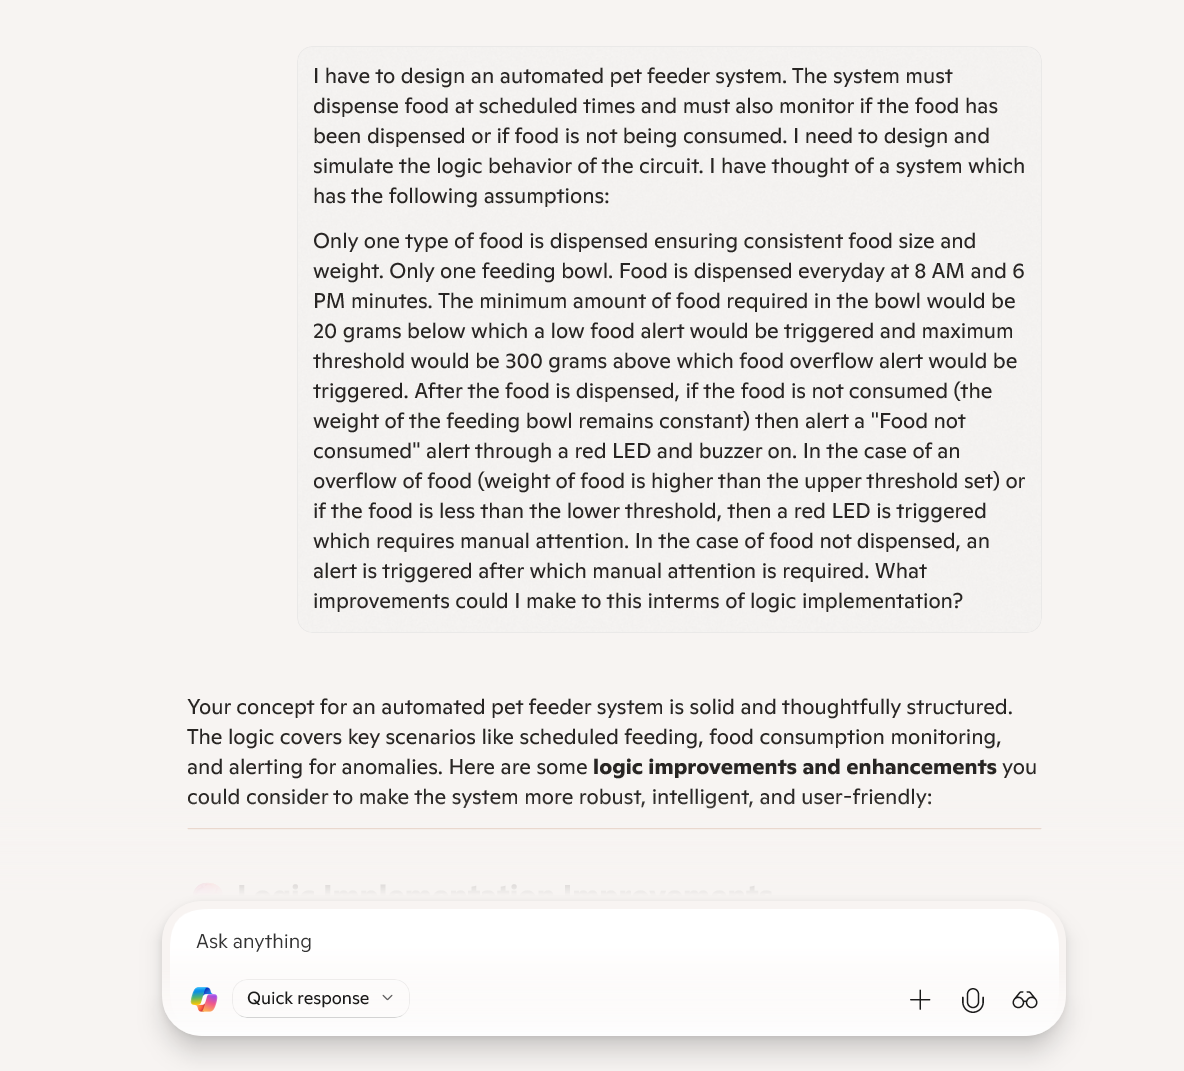 I have to design an automated pet feeder system. The system must
dispense food at scheduled times and must also monitor if the food has
been dispensed or if food is not being consumed. I need to design and
simulate the logic behavior of the circuit. I have thought of a system which
has the following assumptions:
Only one type of food is dispensed ensuring consistent food size and
weight. Only one feeding bowl. Food is dispensed everyday at 8 AM and 6
PM minutes. The minimum amount of food required in the bowl would be
20 grams below which a low food alert would be triggered and maximum
threshold would be 300 grams above which food overflow alert would be
triggered. After the food is dispensed, if the food is not consumed (the
weight of the feeding bowl remains constant) then alert a "Food not
consumed" alert through a red LED and buzzer on. In the case of an
overflow of food (weight of food is higher than the upper threshold set) or
if the food is less than the lower threshold, then a red LED is triggered
which requires manual attention. In the case of food not dispensed, an
alert is triggered after which manual attention is required. What
improvements could I make to this interms of logic implementation?
Your concept for an automated pet feeder system is solid and thoughtfully structured.
The logic covers key scenarios like scheduled feeding, food consumption monitoring,
and alerting for anomalies. Here are some logic improvements and enhancements you
could consider to make the system more robust, intelligent, and user-friendly:
Logic Implementation Improvements
Ask anything
Quick response